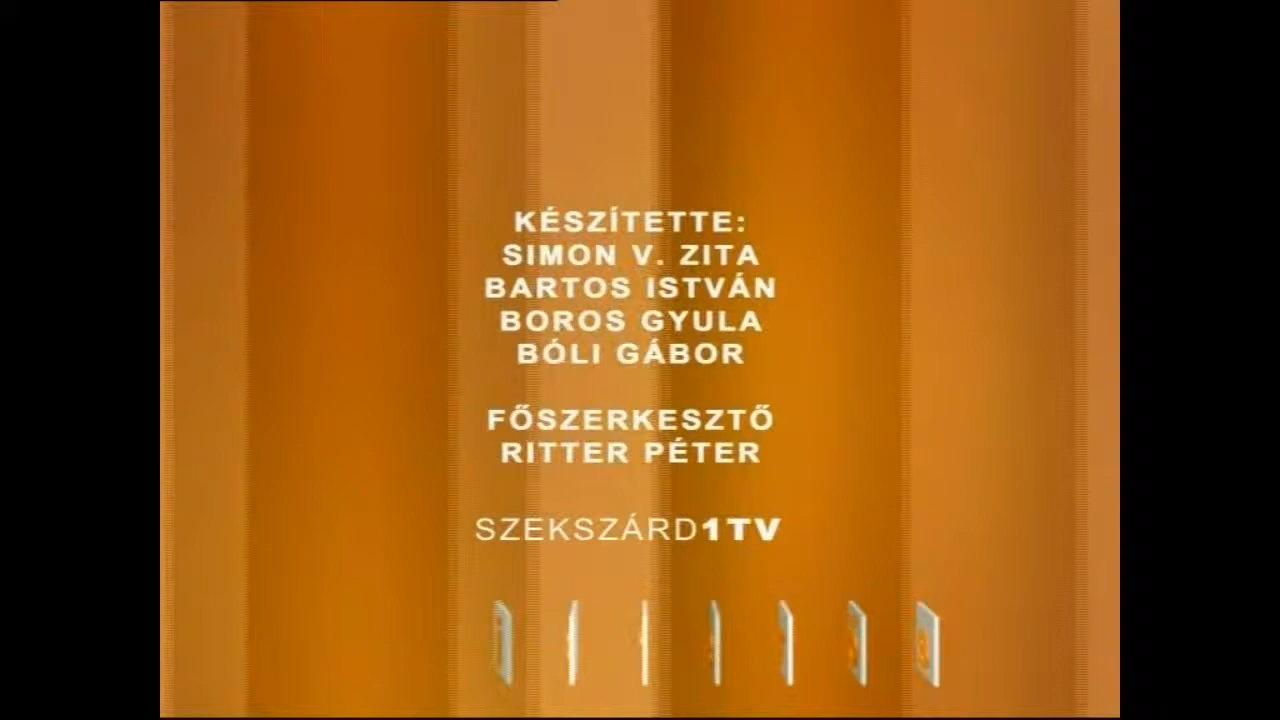 KÉSZÍTETTE:
SIMON V. ZITA
BARTOS ISTVÁN
BOROS GYULA
BÓLI GÁBOR
FŐSZERKESZTŐ
RITTER PÉTER
SZEKSZÁRD1TV